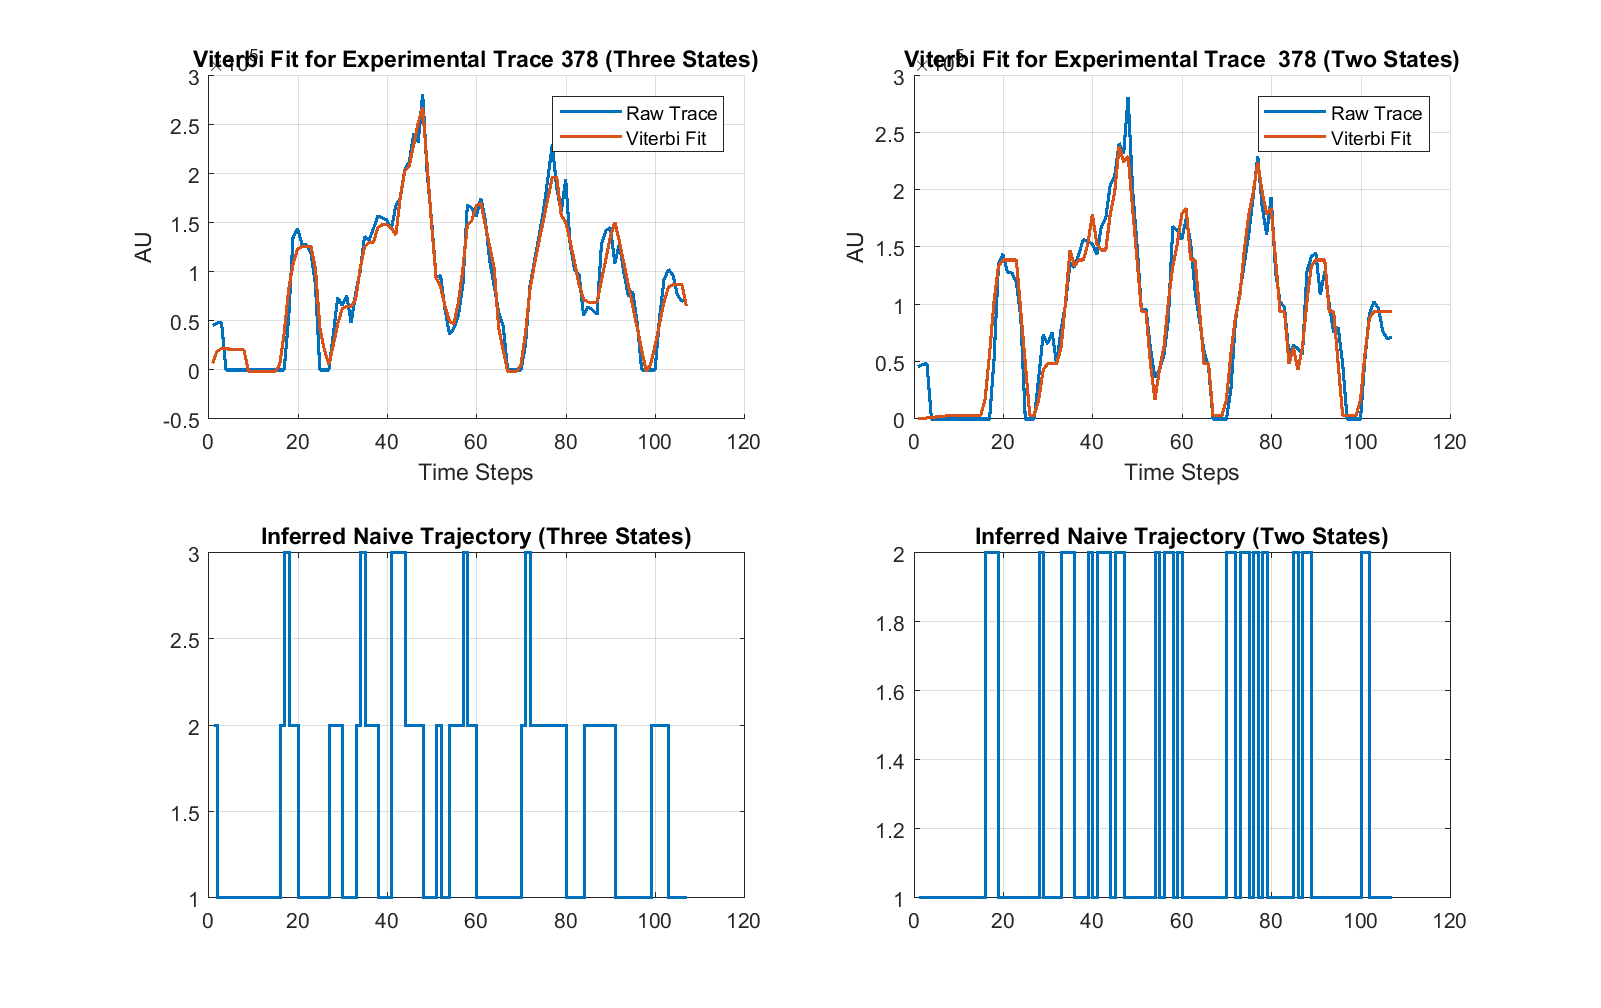 Viterbi Fit for Experimental Trace 378 (Three States)
×10^5
3
2.5
2
1.5
1
0.5
0
-0.5
AU
Raw Trace
Viterbi Fit
0 20 40 60 80 100 120
Time Steps
Viterbi Fit for Experimental Trace  378 (Two States)
×10^5
3
2.5
2
1.5
1
0.5
0
AU
Raw Trace
Viterbi Fit
0 20 40 60 80 100 120
Time Steps
Inferred Naive Trajectory (Three States)
3
2.5
2
1.5
1
0 20 40 60 80 100 120
Inferred Naive Trajectory (Two States)
2
1.8
1.6
1.4
1.2
1
0 20 40 60 80 100 120